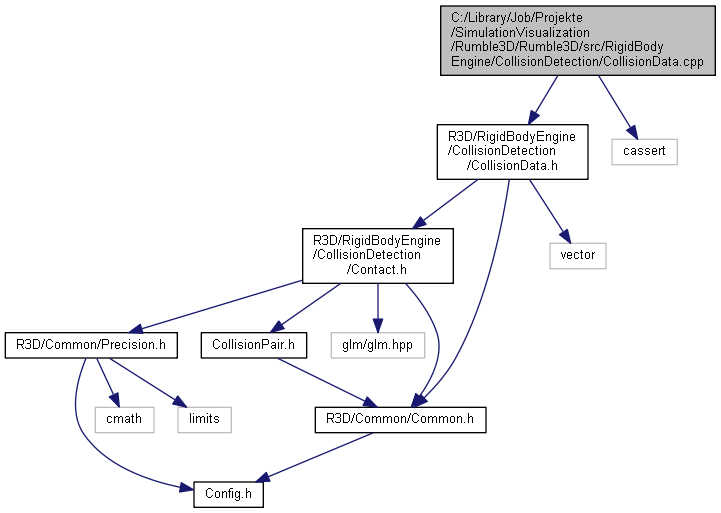 C:/Library/Job/Projekte
/SimulationVisualization
/Rumble3D/Rumble3D/src/RigidBody
Engine/CollisionDetection/CollisionData.cpp
R3D/RigidBodyEngine
/CollisionDetection
/CollisionData.h
cassert
R3D/RigidBodyEngine
/CollisionDetection
/Contact.h
vector
R3D/Common/Precision.h
CollisionPair.h
glm/glm.hpp
cmath
limits
R3D/Common/Common.h
Config.h